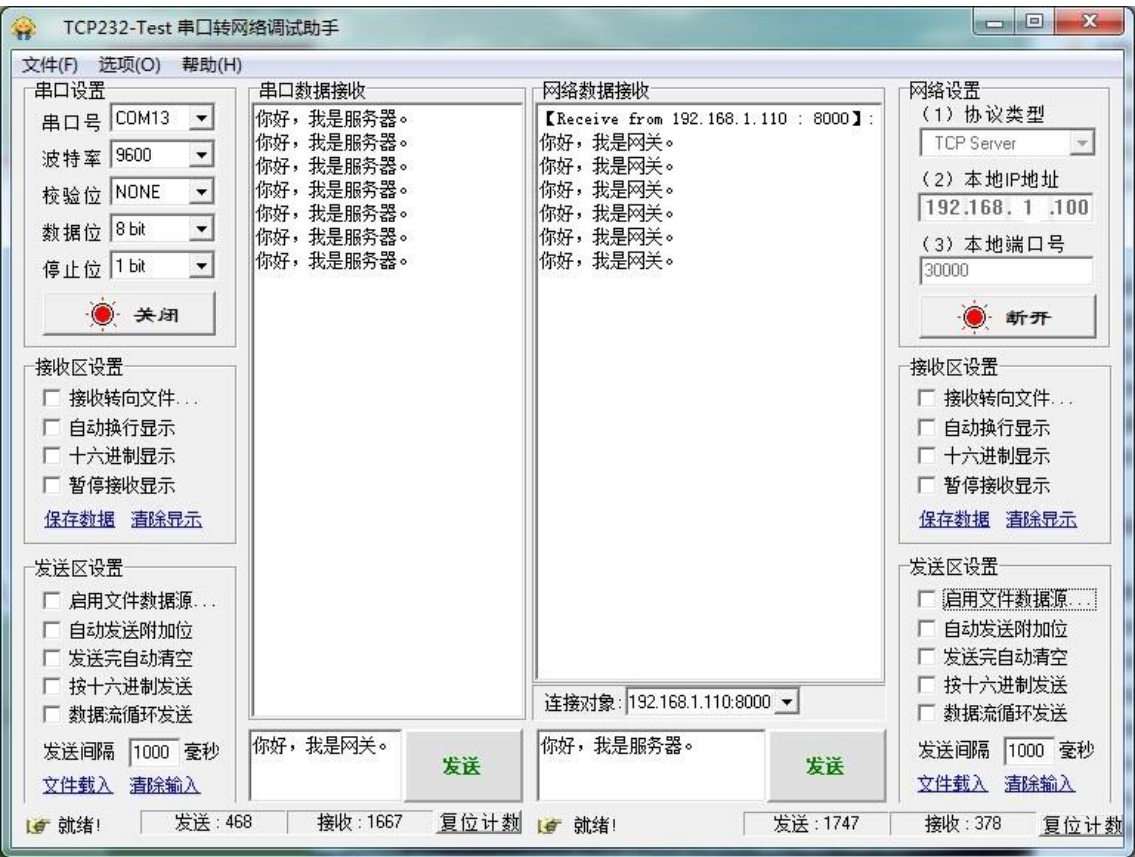 TCP232-Test 串口转网络调试助手
文件(F) 选项(O) 帮助(H)
串口设置
串口号 COM13
波特率 9600
校验位 NONE
数据位 8 bit
停止位 1 bit
关闭
接收区设置
接收转向文件...
自动换行显示
十六进制显示
暂停接收显示
保存数据 清除显示
发送区设置
启用文件数据源...
自动发送附加位
发送完自动清空
按十六进制发送
数据流循环发送
发送间隔 1000 毫秒
文件载入 清除输入
串口数据接收
你好，我是服务器。
你好，我是服务器。
你好，我是服务器。
你好，我是服务器。
你好，我是服务器。
你好，我是服务器。
你好，我是服务器。
你好，我是网关。
发送
网络数据接收
【Receive from 192.168.1.110 : 8000】:
你好，我是网关。
你好，我是网关。
你好，我是网关。
你好，我是网关。
你好，我是网关。
你好，我是网关。
连接对象: 192.168.1.110:8000
你好，我是服务器。
发送
网络设置
(1) 协议类型
TCP Server
(2) 本地IP地址
192.168. 1 .100
(3) 本地端口号
30000
断开
接收区设置
接收转向文件...
自动换行显示
十六进制显示
暂停接收显示
保存数据 清除显示
发送区设置
启用文件数据源...
自动发送附加位
发送完自动清空
按十六进制发送
数据流循环发送
发送间隔 1000 毫秒
文件载入 清除输入
就绪! 发送:468 接收:1667 复位计数 就绪! 发送:1747 接收:378 复位计数